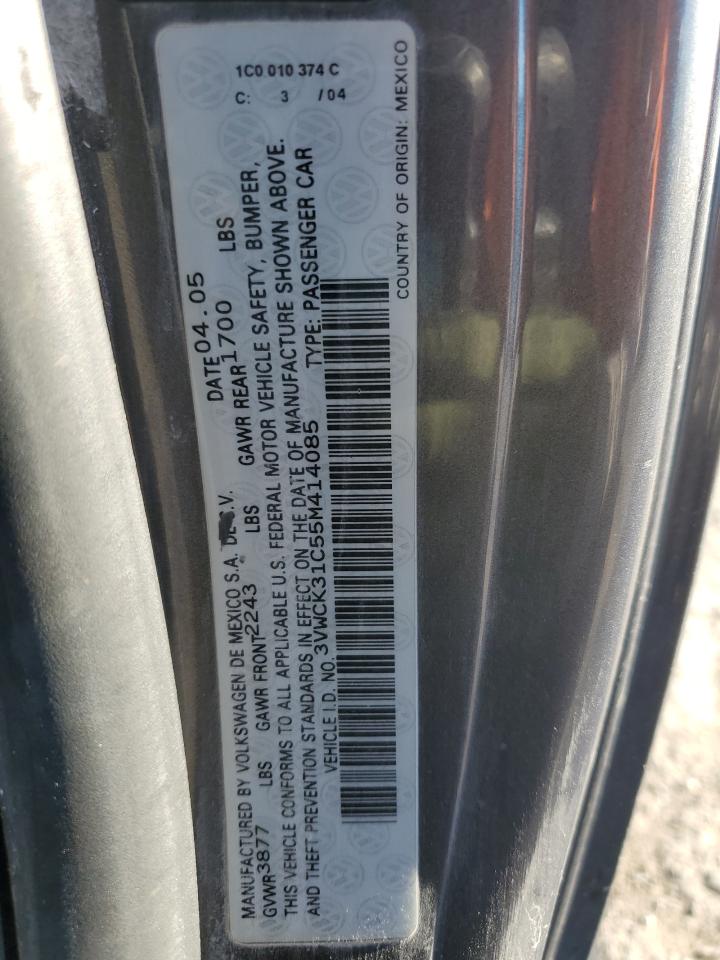 MANUFACTURED BY VOLKSWAGEN DE MEXICO S.A. DE C.V. DATE 04.05
GVWR 3877 LBS GAWR FRONT 2243 LBS GAWR REAR 1700 LBS
THIS VEHICLE CONFORMS TO ALL APPLICABLE U.S. FEDERAL MOTOR VEHICLE SAFETY, BUMPER,
AND THEFT PREVENTION STANDARDS IN EFFECT ON THE DATE OF MANUFACTURE SHOWN ABOVE.
VEHICLE I.D. NO. 3VWCK31C55M414085 TYPE: PASSENGER CAR
COUNTRY OF ORIGIN: MEXICO
1C0 010 374 C
C: 3 /04